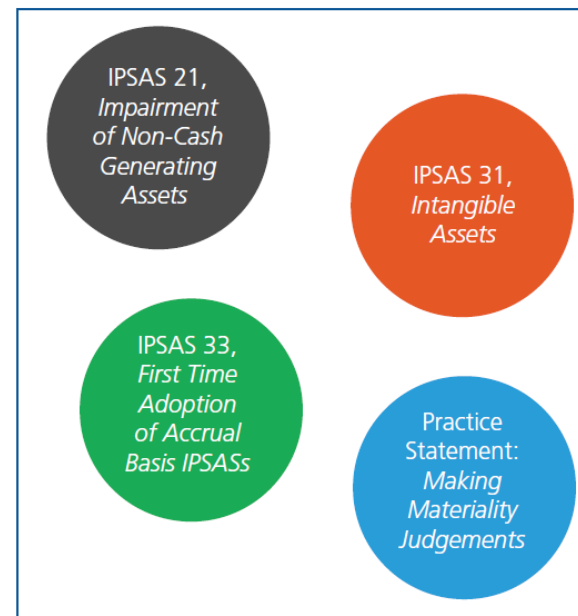 IPSAS 21,
Impairment
of Non-Cash
Generating
Assets
IPSAS 31,
Intangible
Assets
IPSAS 33,
First Time
Adoption
of Accrual
Basis IPSASs
Practice
Statement:
Making
Materiality
Judgements